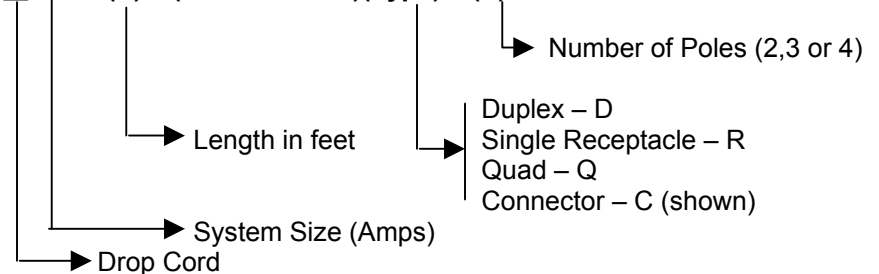 Number of Poles (2,3 or 4)
Duplex – D
Length in feet
Single Receptacle – R
Quad – Q
Connector – C (shown)
System Size (Amps)
Drop Cord